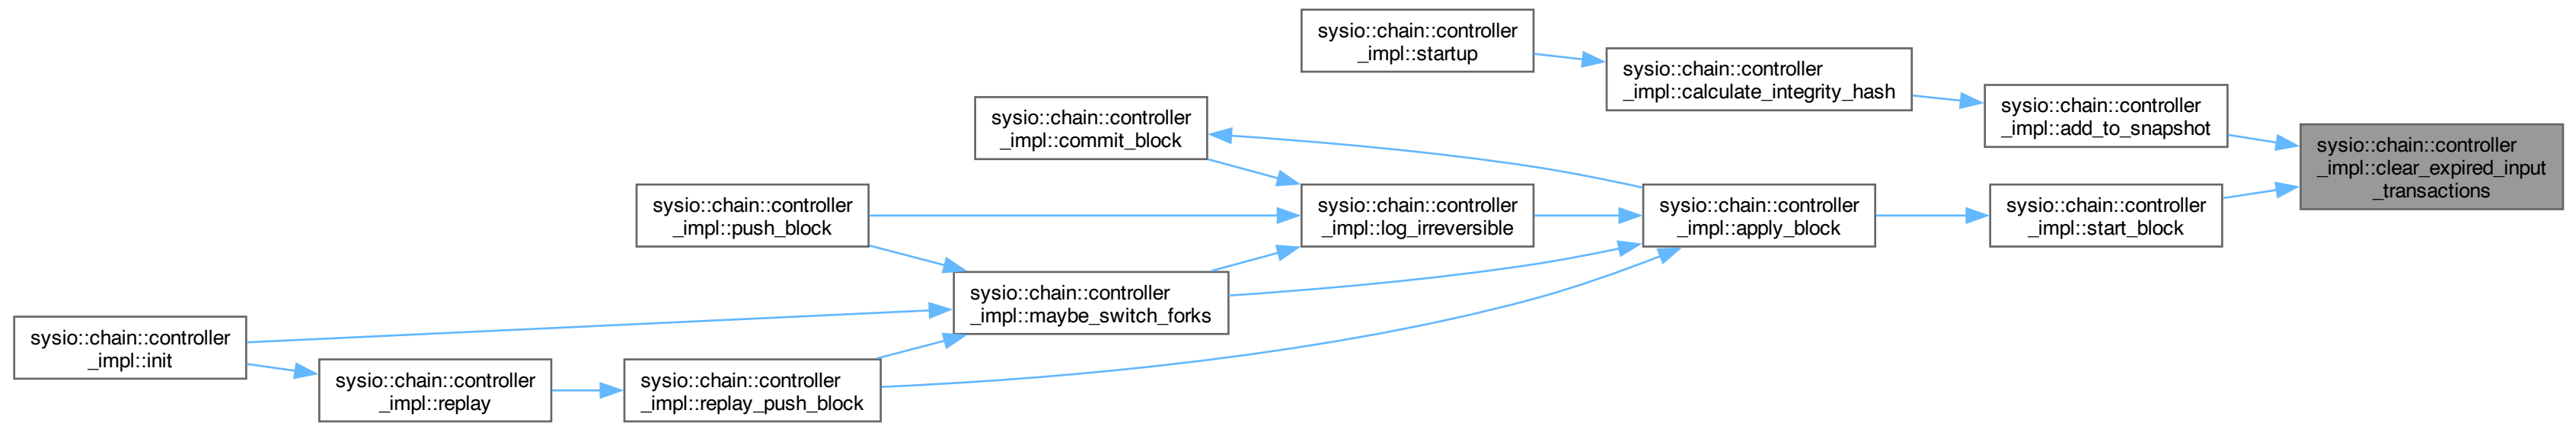 sysio::chain::controller
_impl::startup
sysio::chain::controller
_impl::calculate_integrity_hash
sysio::chain::controller
_impl::add_to_snapshot
sysio::chain::controller
_impl::clear_expired_input
_transactions
sysio::chain::controller
_impl::commit_block
sysio::chain::controller
_impl::push_block
sysio::chain::controller
_impl::log_irreversible
sysio::chain::controller
_impl::apply_block
sysio::chain::controller
_impl::start_block
sysio::chain::controller
_impl::maybe_switch_forks
sysio::chain::controller
_impl::init
sysio::chain::controller
_impl::replay
sysio::chain::controller
_impl::replay_push_block